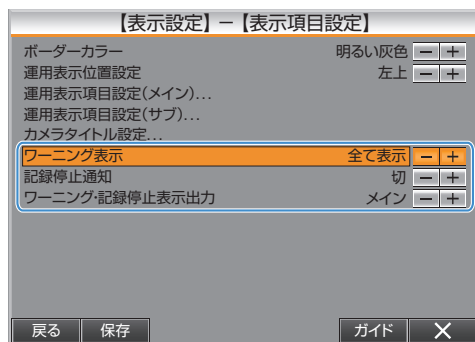 【表示設定】－【表示項目設定】
ボーダーカラー 明るい灰色 － ＋
運用表示位置設定 左上 － ＋
運用表示項目設定(メイン)...
運用表示項目設定(サブ)...
カメラタイトル設定...
ワーニング表示 全て表示 － ＋
記録停止通知 切 － ＋
ワーニング・記録停止表示出力 メイン － ＋
戻る 保存 ガイド ×